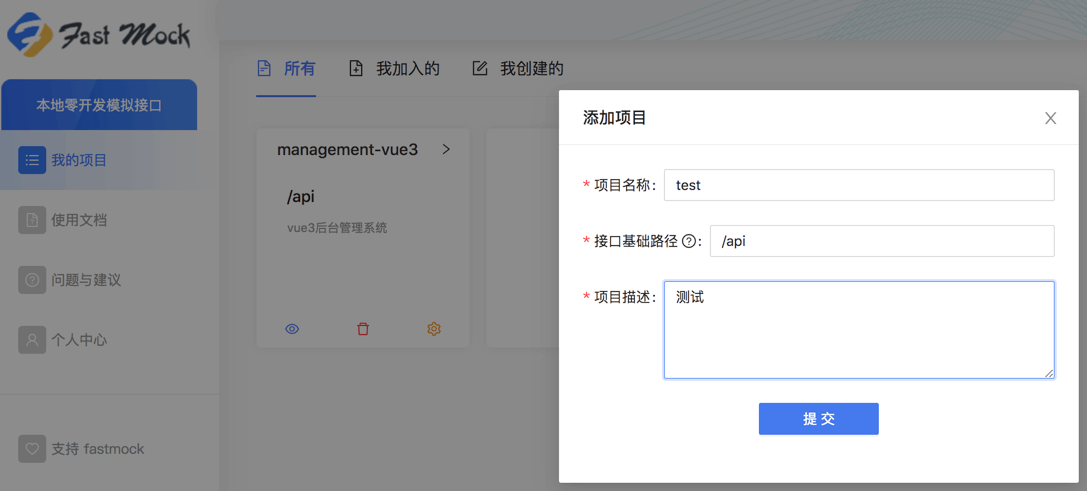 Fast Mock
本地零开发模拟接口
我的项目
使用文档
问题与建议
个人中心
支持 fastmock
所有
我加入的
我创建的
management-vue3
/api
vue3后台管理系统
添加项目
* 项目名称: test
* 接口基础路径 ? : /api
* 项目描述: 测试
提 交